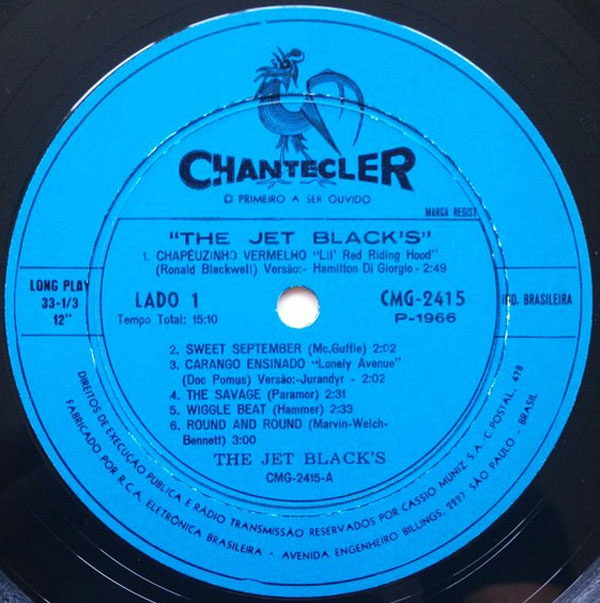 CHANTECLER
O PRIMEIRO A SER OUVIDO
MARCA REGIST
"THE JET BLACK'S"
1. CHAPÈUZINHO VERMELHO "Lil' Red Riding Hood"
(Ronald Blackwell) Versão:- Hamilton Di Giorgio - 2:49
LONG PLAY
33-1/3
12"
LADO 1
Tempo Total: 15:10
CMG-2415
P-1966
IND. BRASILEIRA
2. SWEET SEPTEMBER (Mc.Guffie) 2:02
3. CARANGO ENSINADO "Lonely Avenue"
(Doc Pomus) Versão:-Jurandyr - 2:02
4. THE SAVAGE (Paramor) 2:31
5. WIGGLE BEAT (Hammer) 2:33
6. ROUND AND ROUND (Marvin-Welch-
Bennett) 3:00
THE JET BLACK'S
CMG-2415-A
DIREITOS DE EXECUÇÃO PUBLICA E RÁDIO TRANSMISSÃO RESERVADOS POR CASSIO MUNIZ S.A.-C. POSTAL, 478
FABRICADO POR R.C.A. ELETRÔNICA BRASILEIRA - AVENIDA ENGENHEIRO BILLINGS, 2227 - SÃO PAULO - BRASIL